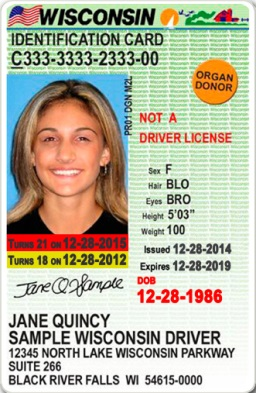 WISCONSIN
IDENTIFICATION CARD
C333-3333-2333-00
ORGAN
DONOR
PR01 DGN M2L
NOT A
DRIVER LICENSE
Sex F
Hair BLO
Eyes BRO
Height 5'03"
Weight 100
TURNS 21 ON 12-28-2015
TURNS 18 ON 12-28-2012
Issued 12-28-2014
Expires 12-28-2019
DOB
12-28-1986
Jane Q Sample
JANE QUINCY
SAMPLE WISCONSIN DRIVER
12345 NORTH LAKE WISCONSIN PARKWAY
SUITE 266
BLACK RIVER FALLS WI 54615-0000